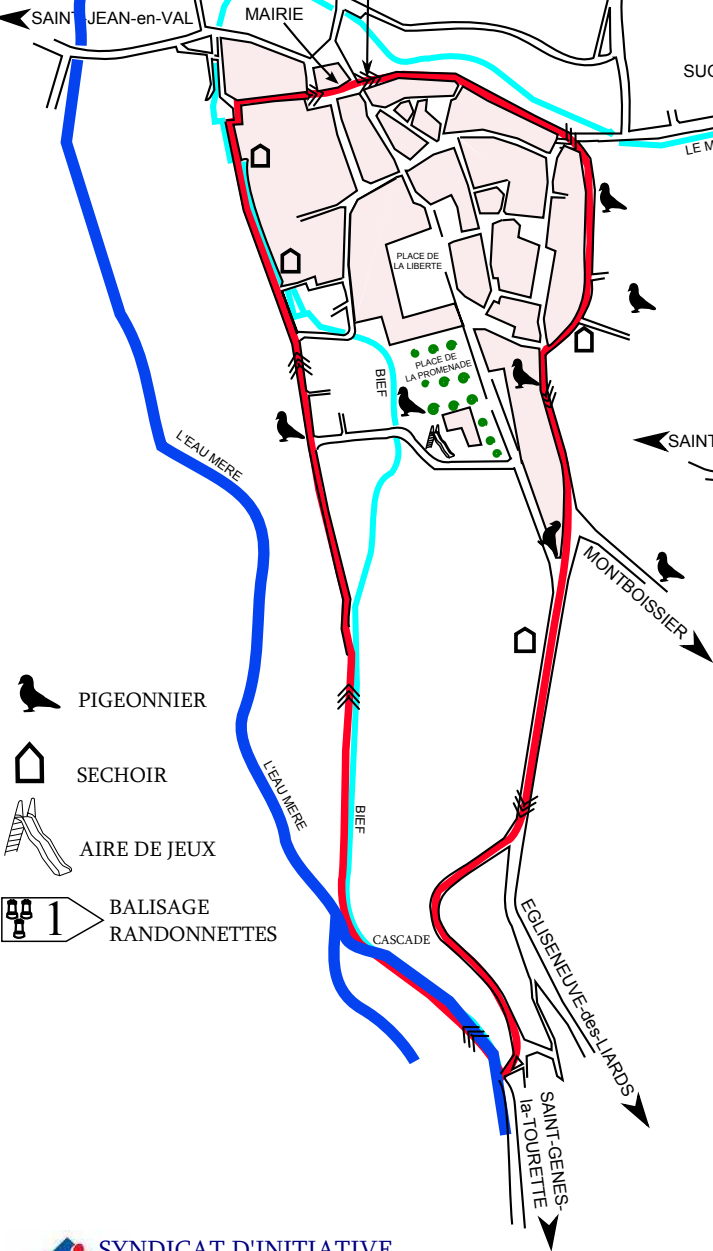 SAINT-JEAN-en-VAL
MAIRIE
SUC
LE M
PLACE DE
LA LIBERTE
PLACE DE
LA PROMENADE
BIEF
L'EAU MERE
SAINT
MONTBOISSIER
PIGEONNIER
SECHOIR
L'EAU MERE
BIEF
AIRE DE JEUX
1
BALISAGE
RANDONNETTES
CASCADE
EGLISENEUVE-des-LIARDS
SAINT-GENES-
la-TOURETTE
SYNDICAT D'INITIATIVE